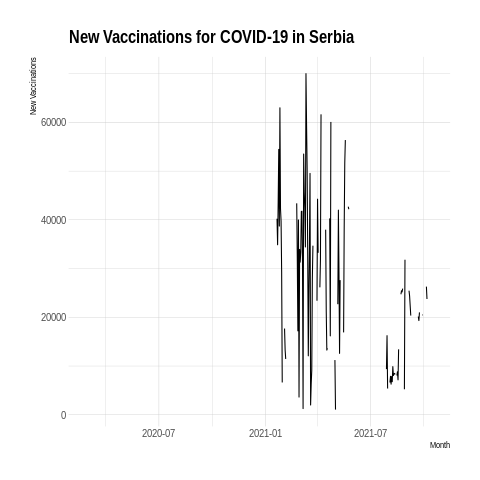 New Vaccinations for COVID-19 in Serbia
New Vaccinations
60000
40000
20000
0
2020-07 2021-01 2021-07
Month